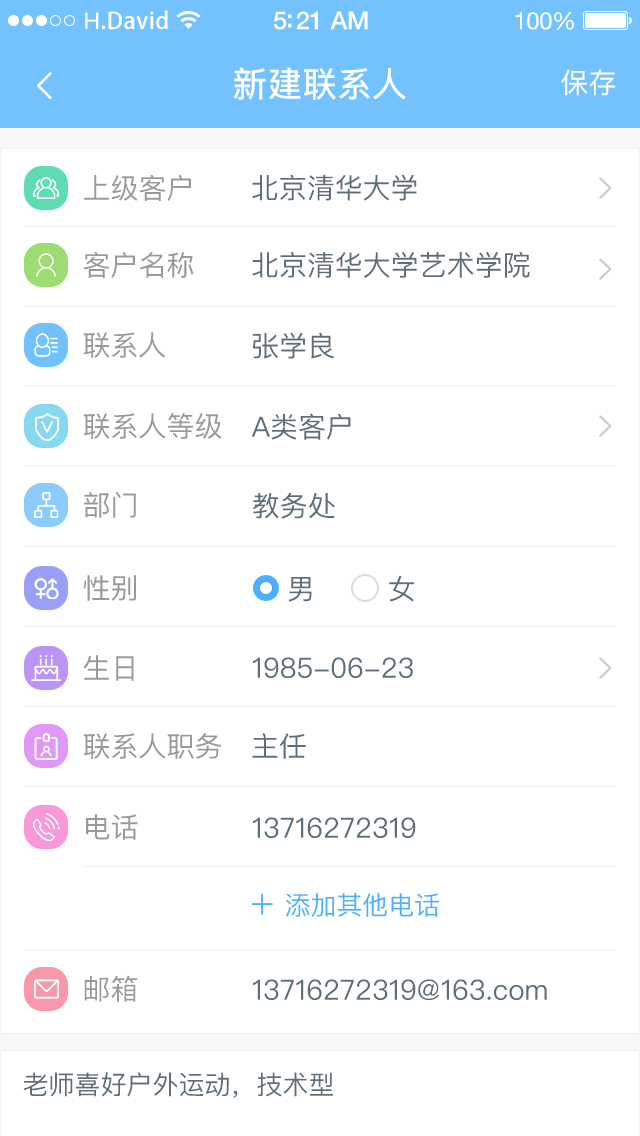 H.David 5:21 AM 100%
新建联系人 保存
上级客户 北京清华大学
客户名称 北京清华大学艺术学院
联系人 张学良
联系人等级 A类客户
部门 教务处
性别 男 女
生日 1985-06-23
联系人职务 主任
电话 13716272319
+ 添加其他电话
邮箱 13716272319@163.com
老师喜好户外运动，技术型